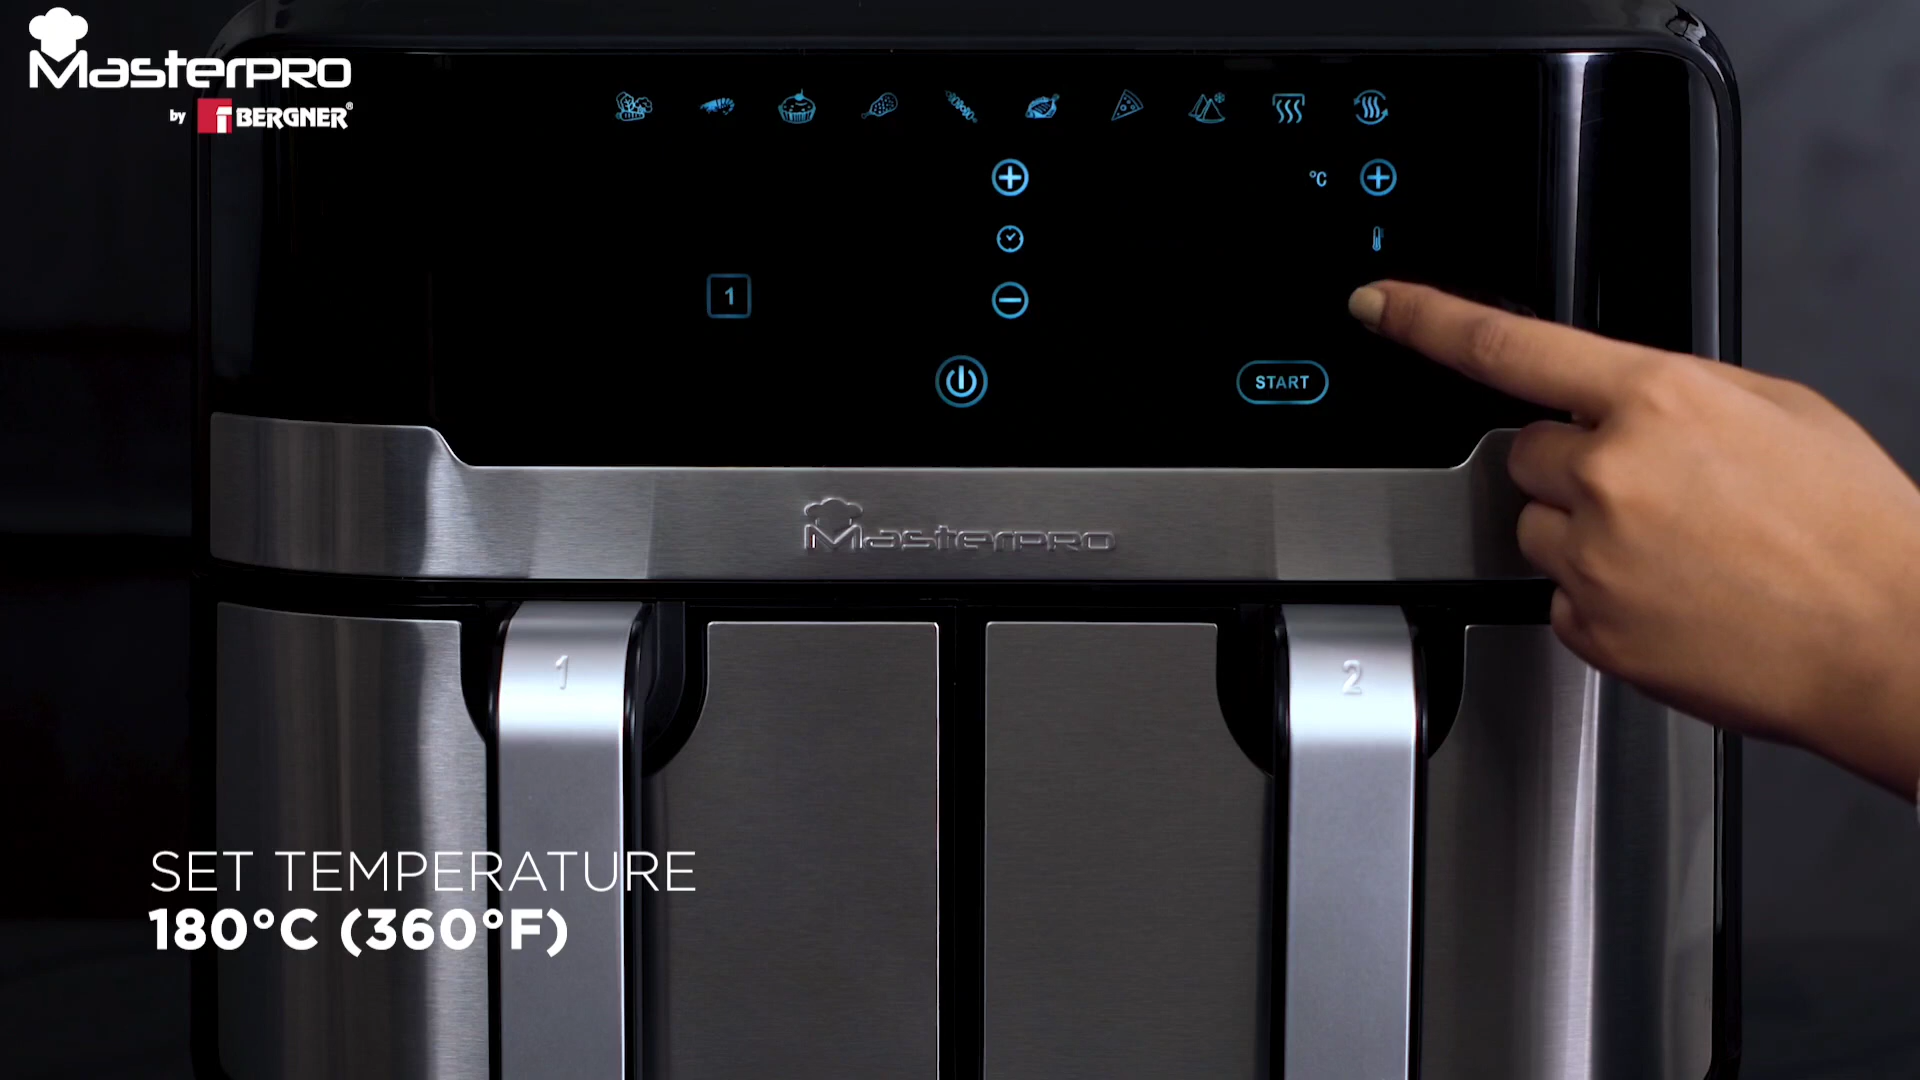 MasterPRO
by BERGNER®
°C
1
START
MasterPRO
1
2
SET TEMPERATURE
180°C (360°F)